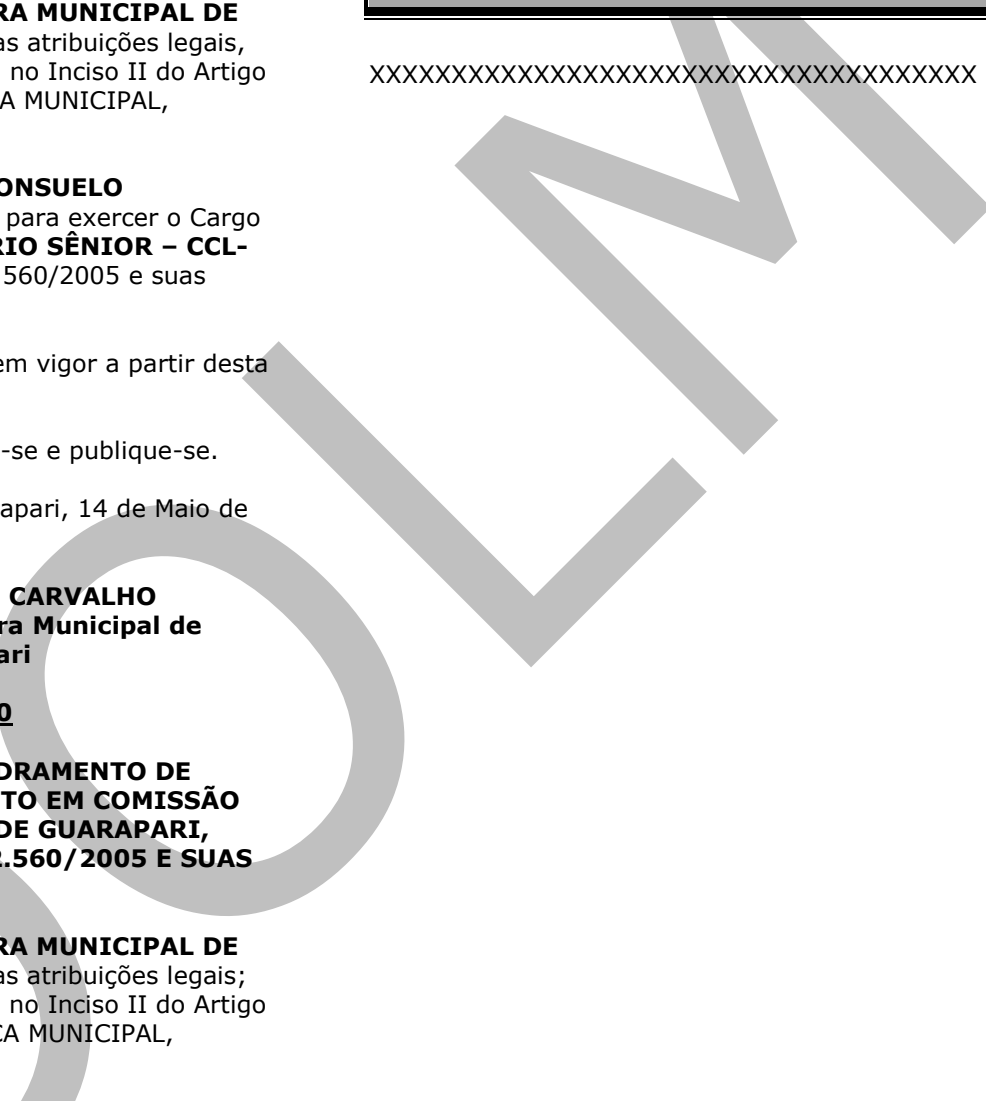 RA MUNICIPAL DE
as atribuições legais,
no Inciso II do Artigo
A MUNICIPAL,
ONSUELO
para exercer o Cargo
RIO SÊNIOR – CCL-
560/2005 e suas
em vigor a partir desta
-se e publique-se.
apari, 14 de Maio de
CARVALHO
ra Municipal de
ari
0
DRAMENTO DE
TO EM COMISSÃO
DE GUARAPARI,
2.560/2005 E SUAS
RA MUNICIPAL DE
as atribuições legais;
no Inciso II do Artigo
CA MUNICIPAL,
XXXXXXXXXXXXXXXXXXXXXXXXXXXXXXXXXXXXX
OLM